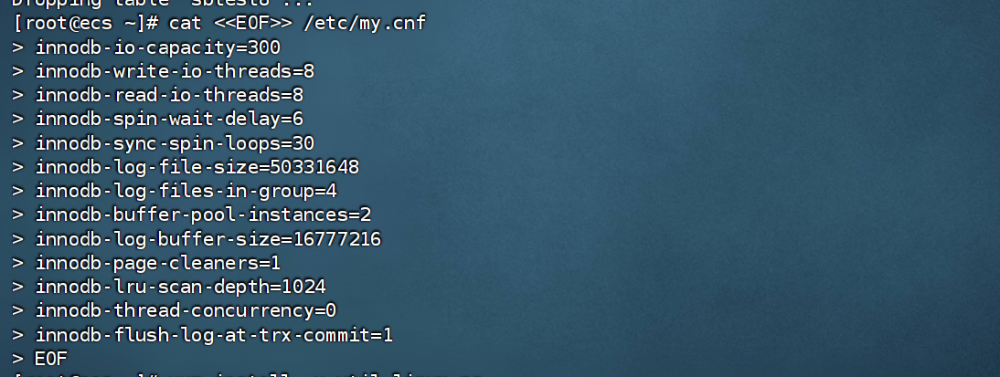 Dropping table 'sbtest8'...
[root@ecs ~]# cat <<EOF>> /etc/my.cnf
> innodb-io-capacity=300
> innodb-write-io-threads=8
> innodb-read-io-threads=8
> innodb-spin-wait-delay=6
> innodb-sync-spin-loops=30
> innodb-log-file-size=50331648
> innodb-log-files-in-group=4
> innodb-buffer-pool-instances=2
> innodb-log-buffer-size=16777216
> innodb-page-cleaners=1
> innodb-lru-scan-depth=1024
> innodb-thread-concurrency=0
> innodb-flush-log-at-trx-commit=1
> EOF